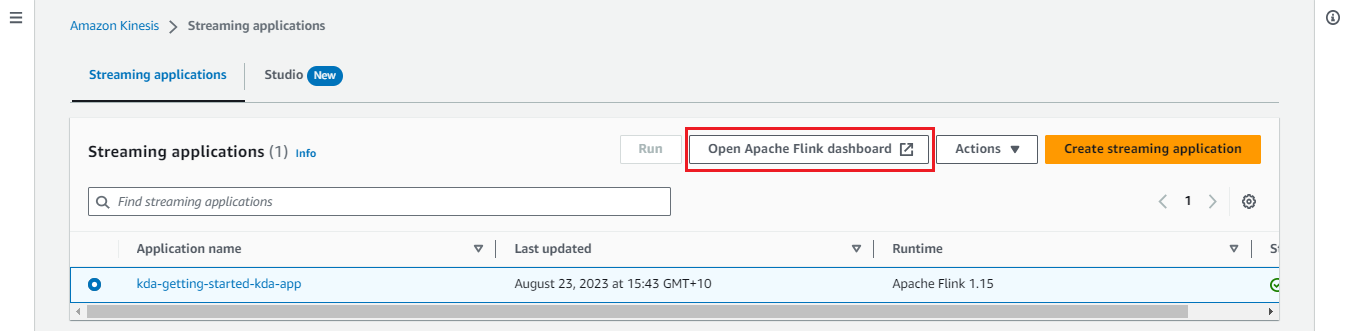 Amazon Kinesis > Streaming applications
Streaming applications Studio New
Streaming applications (1) Info Run Open Apache Flink dashboard Actions Create streaming application
Find streaming applications 1
Application name Last updated Runtime
kda-getting-started-kda-app August 23, 2023 at 15:43 GMT+10 Apache Flink 1.15